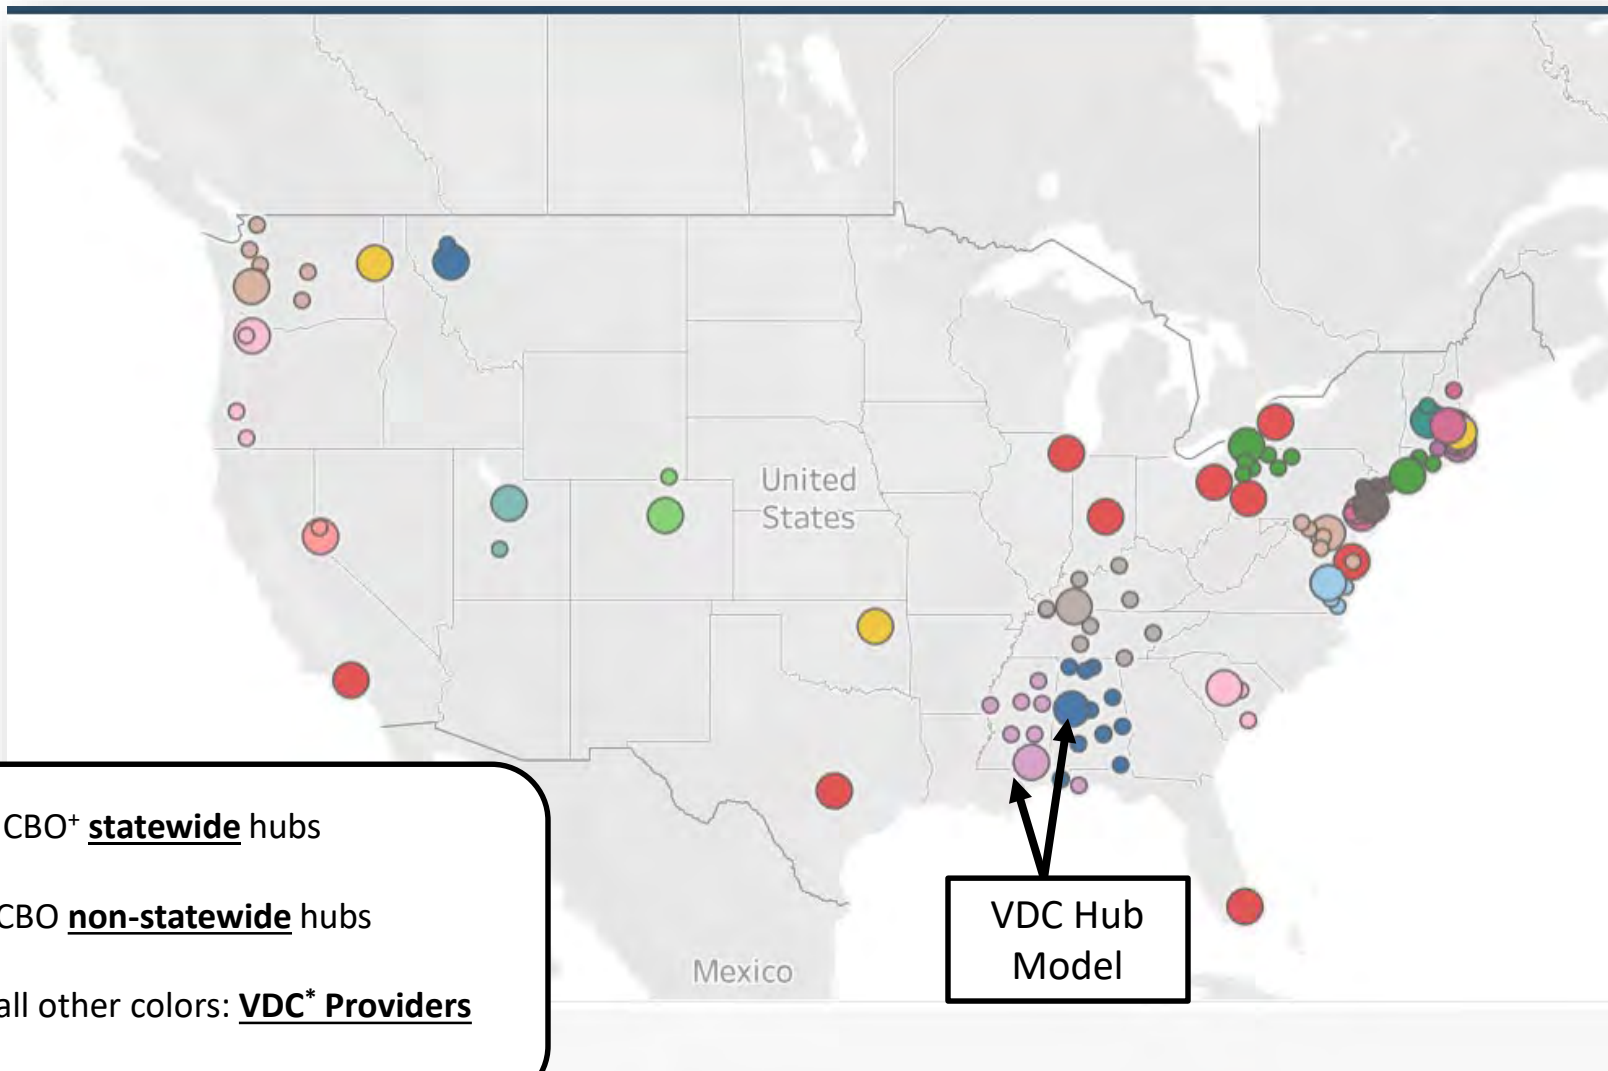 United
States
CBO⁺ statewide hubs
CBO non-statewide hubs
all other colors: VDC* Providers
VDC Hub
Model
Mexico